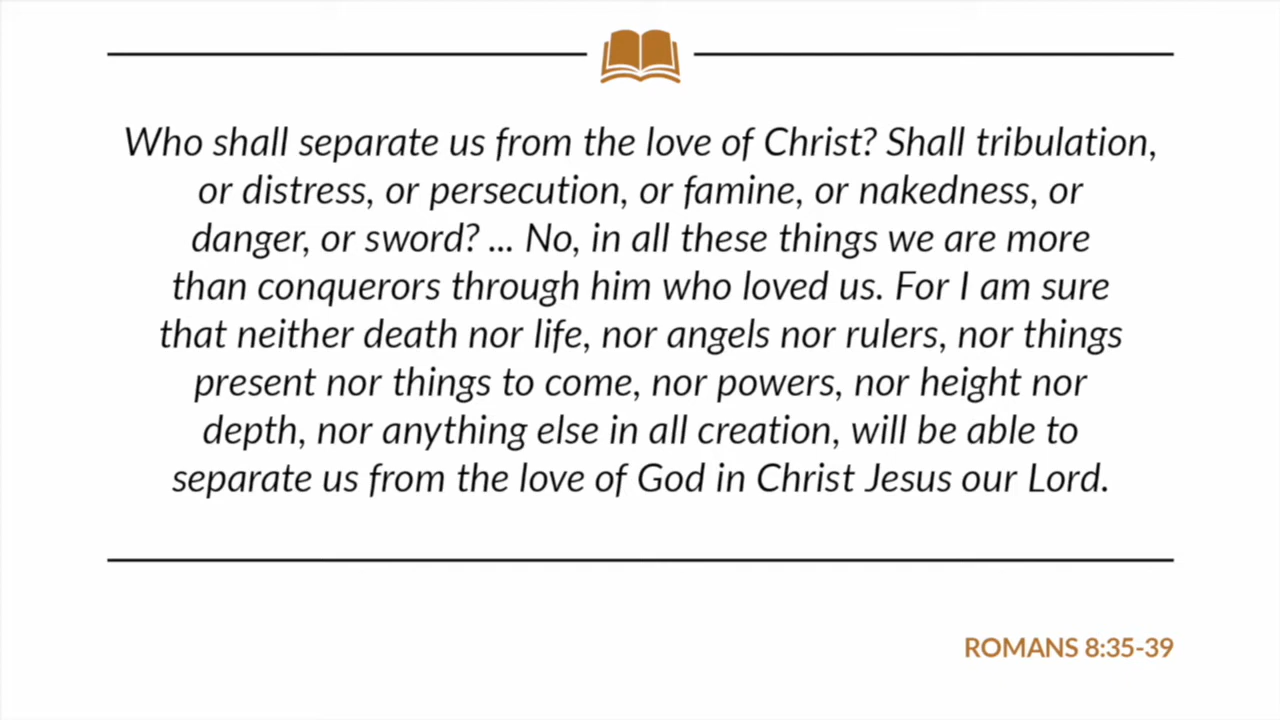 Who shall separate us from the love of Christ? Shall tribulation,
or distress, or persecution, or famine, or nakedness, or
danger, or sword? ... No, in all these things we are more
than conquerors through him who loved us. For I am sure
that neither death nor life, nor angels nor rulers, nor things
present nor things to come, nor powers, nor height nor
depth, nor anything else in all creation, will be able to
separate us from the love of God in Christ Jesus our Lord.
ROMANS 8:35-39